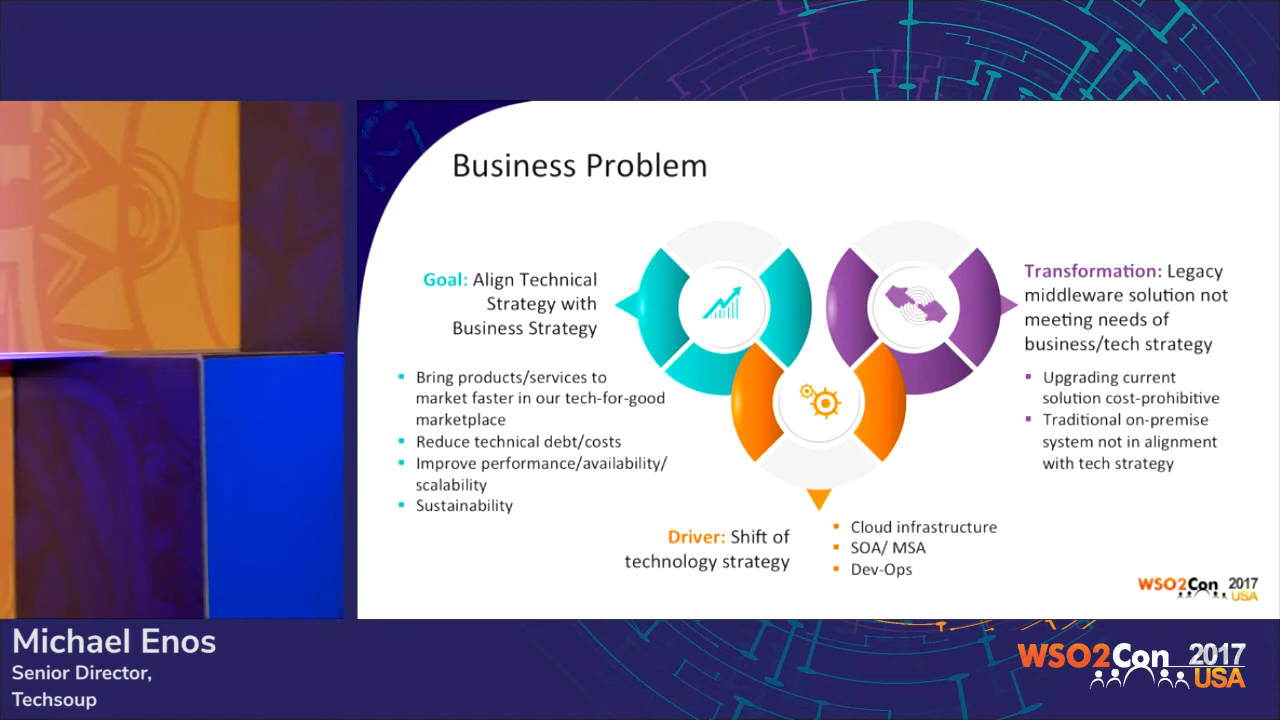 Business Problem
Goal: Align Technical
Strategy with
Business Strategy
Bring products/services to
market faster in our tech-for-good
marketplace
Reduce technical debt/costs
Improve performance/availability/
scalability
Sustainability
Driver: Shift of
technology strategy
Cloud infrastructure
SOA/ MSA
Dev-Ops
Transformation: Legacy
middleware solution not
meeting needs of
business/tech strategy
Upgrading current
solution cost-prohibitive
Traditional on-premise
system not in alignment
with tech strategy
WSO2Con 2017
USA
Michael Enos
Senior Director,
Techsoup
WSO2Con 2017
USA